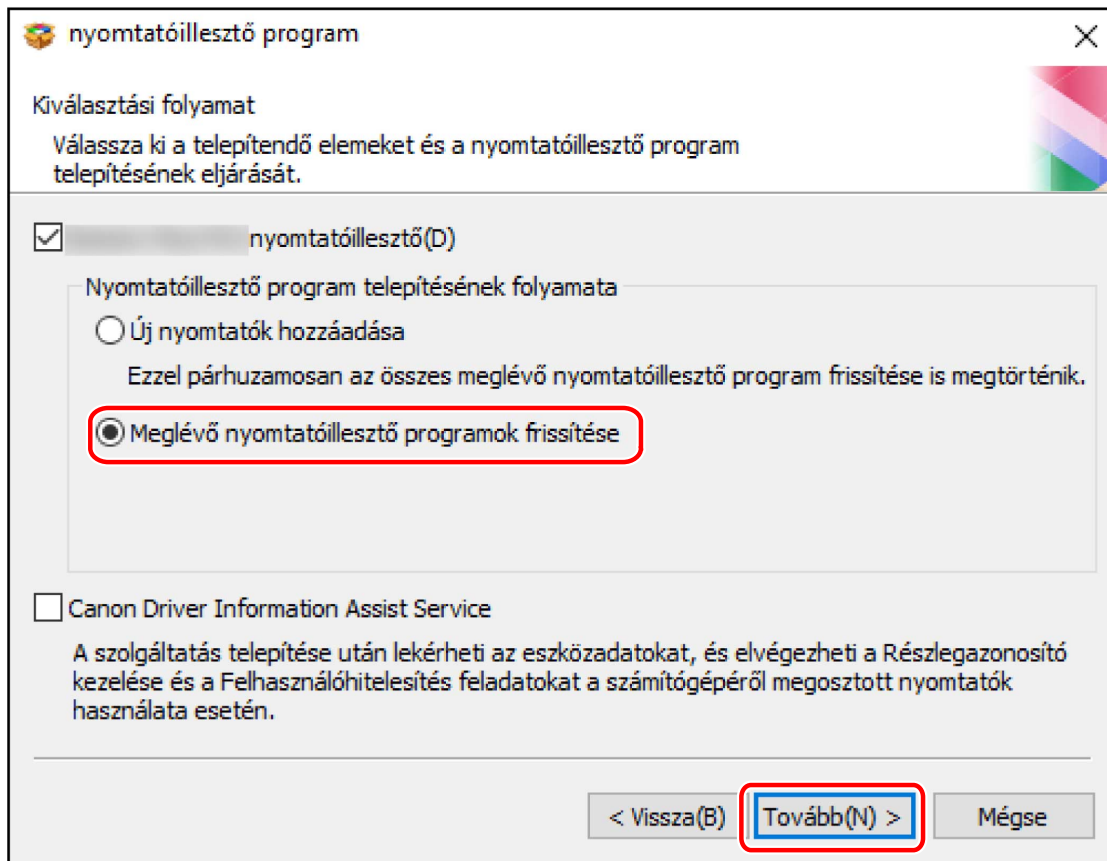 nyomtatóillesztő program
Kiválasztási folyamat
Válassza ki a telepítendő elemeket és a nyomtatóillesztő program
telepítésének eljárását.
nyomtatóillesztő(D)
Nyomtatóillesztő program telepítésének folyamata
Új nyomtatók hozzáadása
Ezzel párhuzamosan az összes meglévő nyomtatóillesztő program frissítése is megtörténik.
Meglévő nyomtatóillesztő programok frissítése
Canon Driver Information Assist Service
A szolgáltatás telepítése után lekérheti az eszközadatokat, és elvégezheti a Részlegazonosító
kezelése és a Felhasználóhitelesítés feladatokat a számítógépéről megosztott nyomtatók
használata esetén.
< Vissza(B) Tovább(N) > Mégse